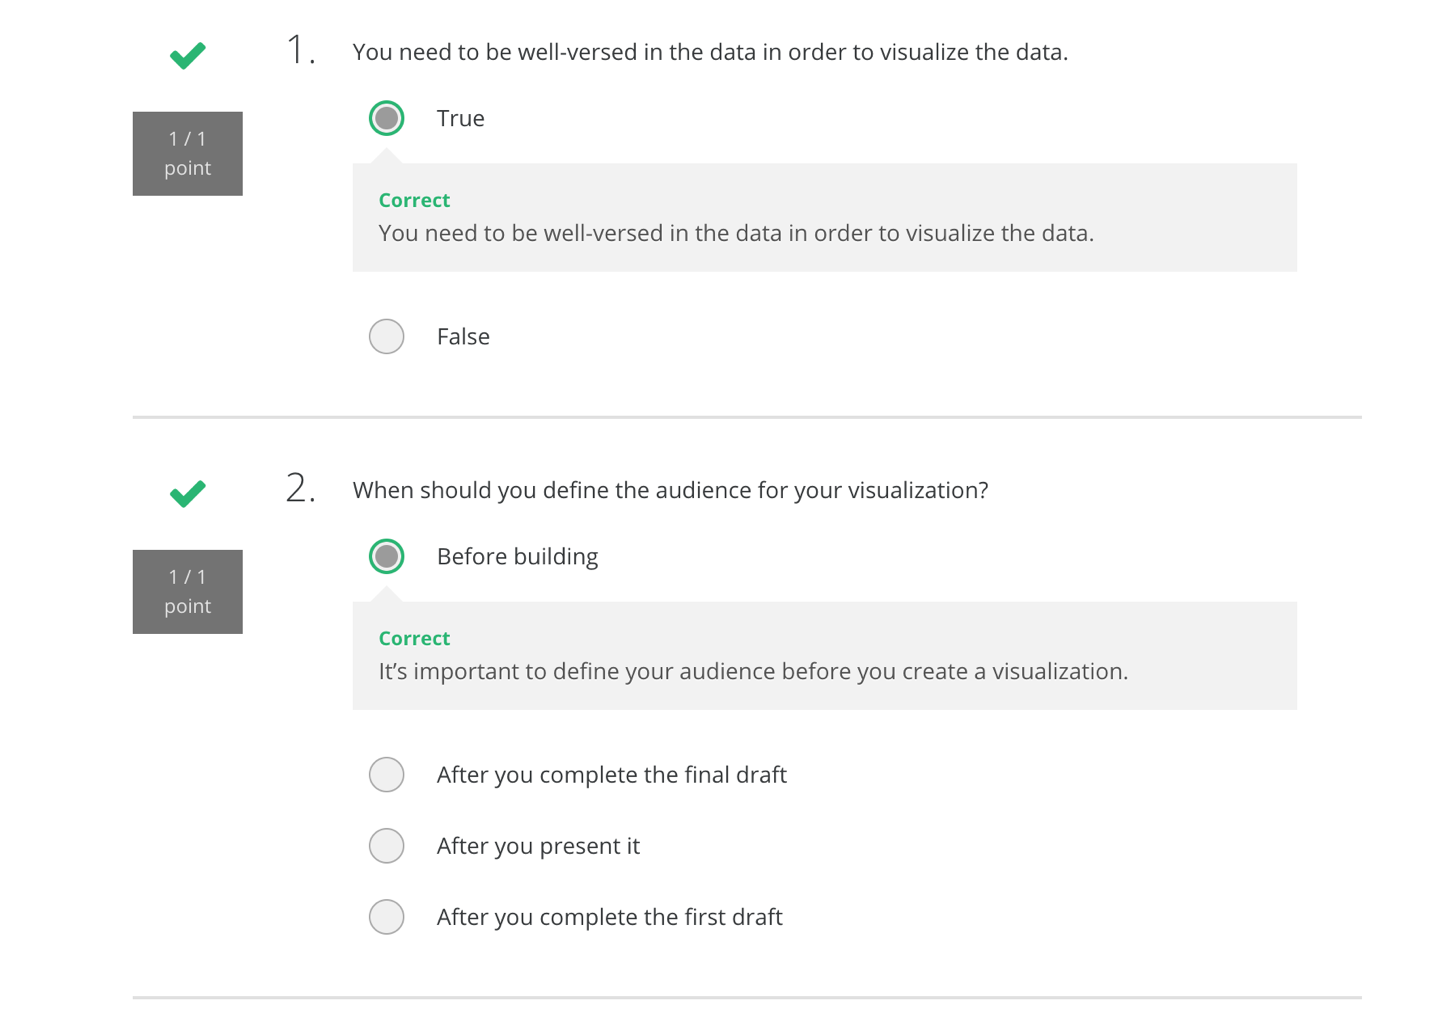 1. You need to be well-versed in the data in order to visualize the data.
1 / 1
point
True
Correct
You need to be well-versed in the data in order to visualize the data.
False
2. When should you define the audience for your visualization?
1 / 1
point
Before building
Correct
It’s important to define your audience before you create a visualization.
After you complete the final draft
After you present it
After you complete the first draft